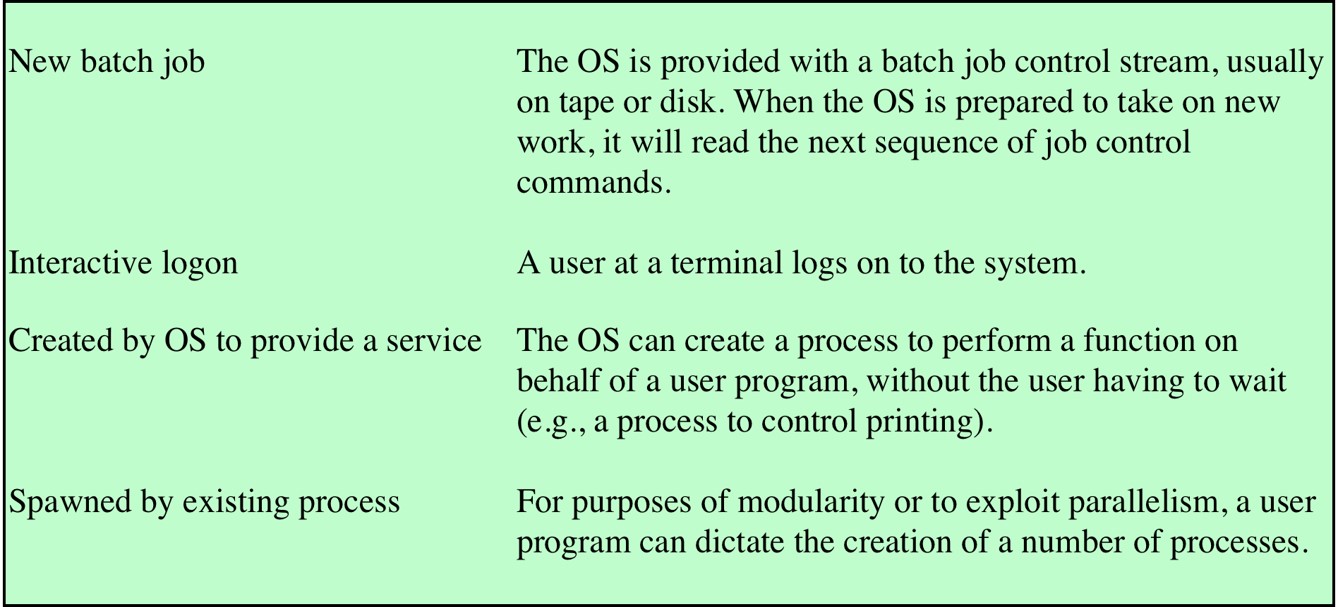 New batch job
The OS is provided with a batch job control stream, usually
on tape or disk. When the OS is prepared to take on new
work, it will read the next sequence of job control
commands.
Interactive logon
A user at a terminal logs on to the system.
Created by OS to provide a service
The OS can create a process to perform a function on
behalf of a user program, without the user having to wait
(e.g., a process to control printing).
Spawned by existing process
For purposes of modularity or to exploit parallelism, a user
program can dictate the creation of a number of processes.